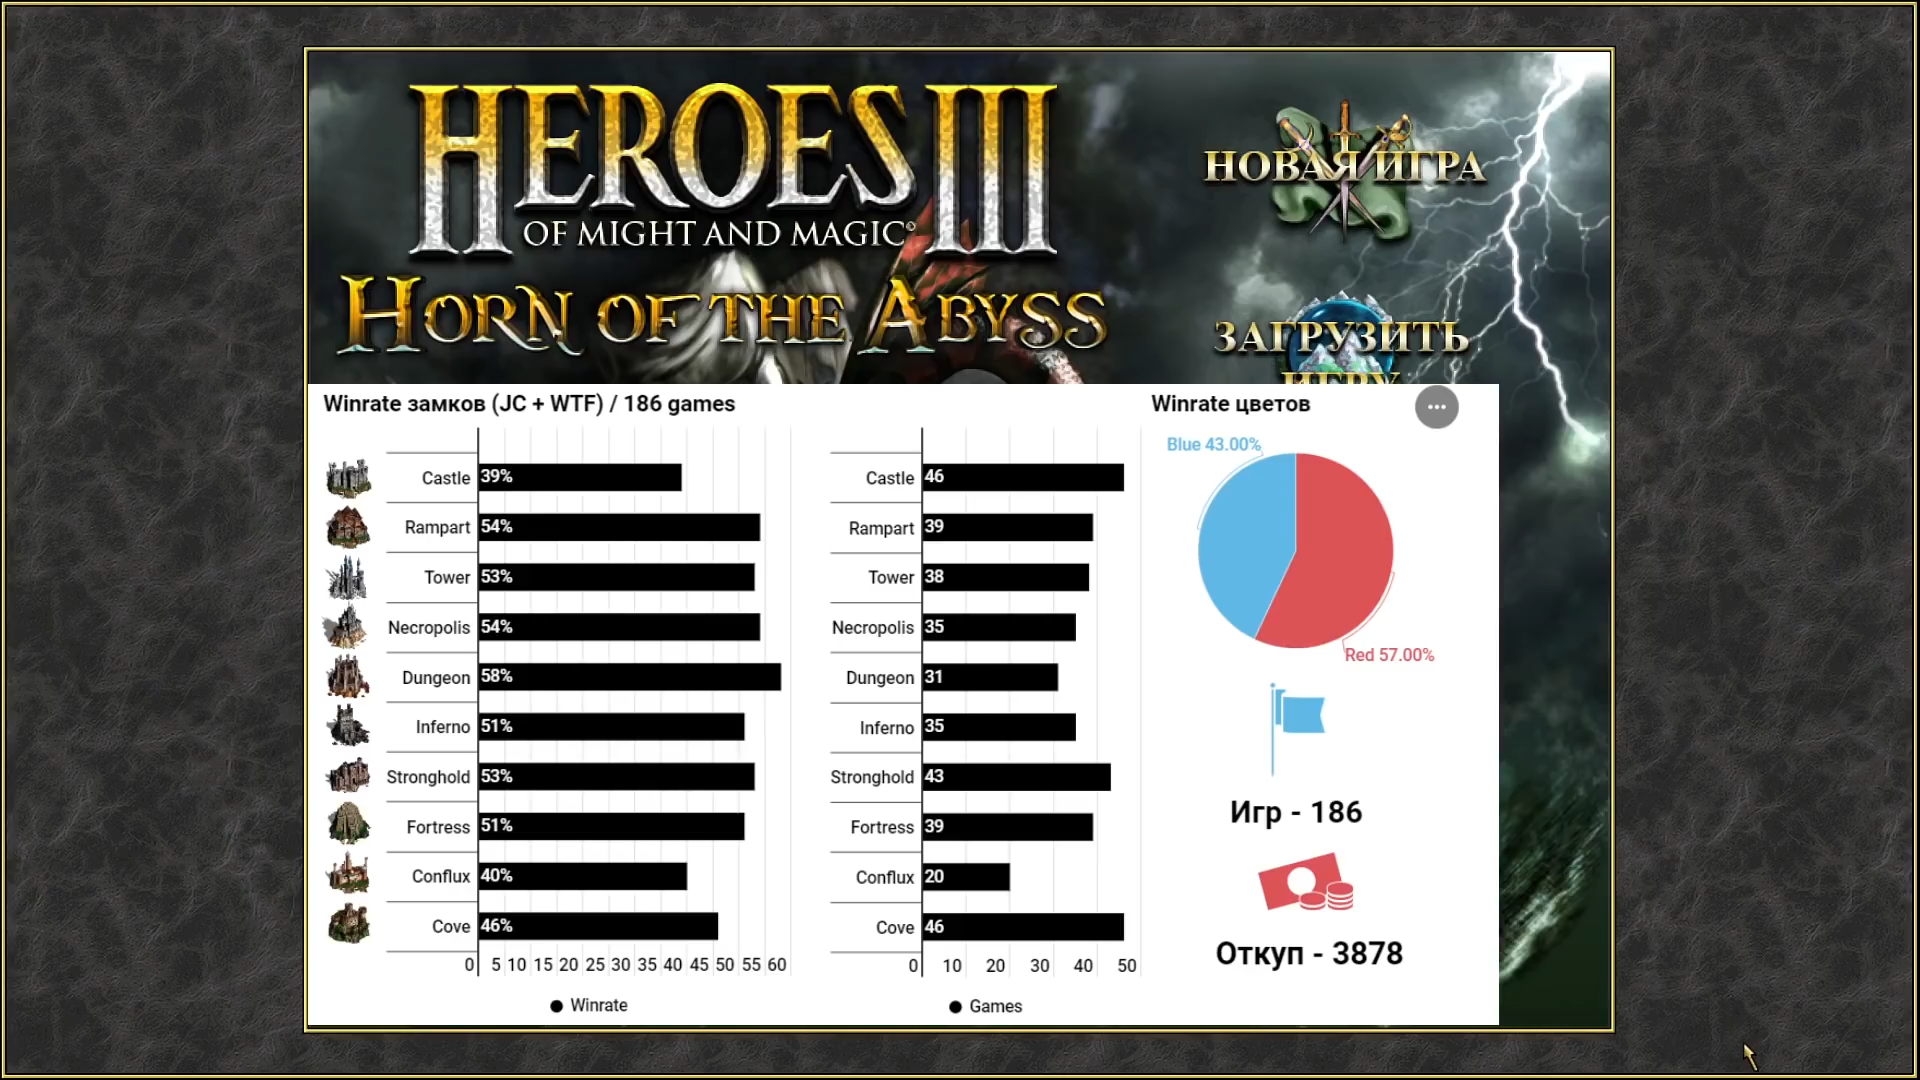 HEROES III
OF MIGHT AND MAGIC®
HORN OF THE ABYSS
НОВАЯ ИГРА
ЗАГРУЗИТЬ
ИГРУ
Winrate замков (JC + WTF) / 186 games
Castle 39%
Rampart 54%
Tower 53%
Necropolis 54%
Dungeon 58%
Inferno 51%
Stronghold 53%
Fortress 51%
Conflux 40%
Cove 46%
0 5 10 15 20 25 30 35 40 45 50 55 60
Winrate
Castle 46
Rampart 39
Tower 38
Necropolis 35
Dungeon 31
Inferno 35
Stronghold 43
Fortress 39
Conflux 20
Cove 46
0 10 20 30 40 50
Games
Winrate цветов
Blue 43.00%
Red 57.00%
Игр - 186
Откуп - 3878